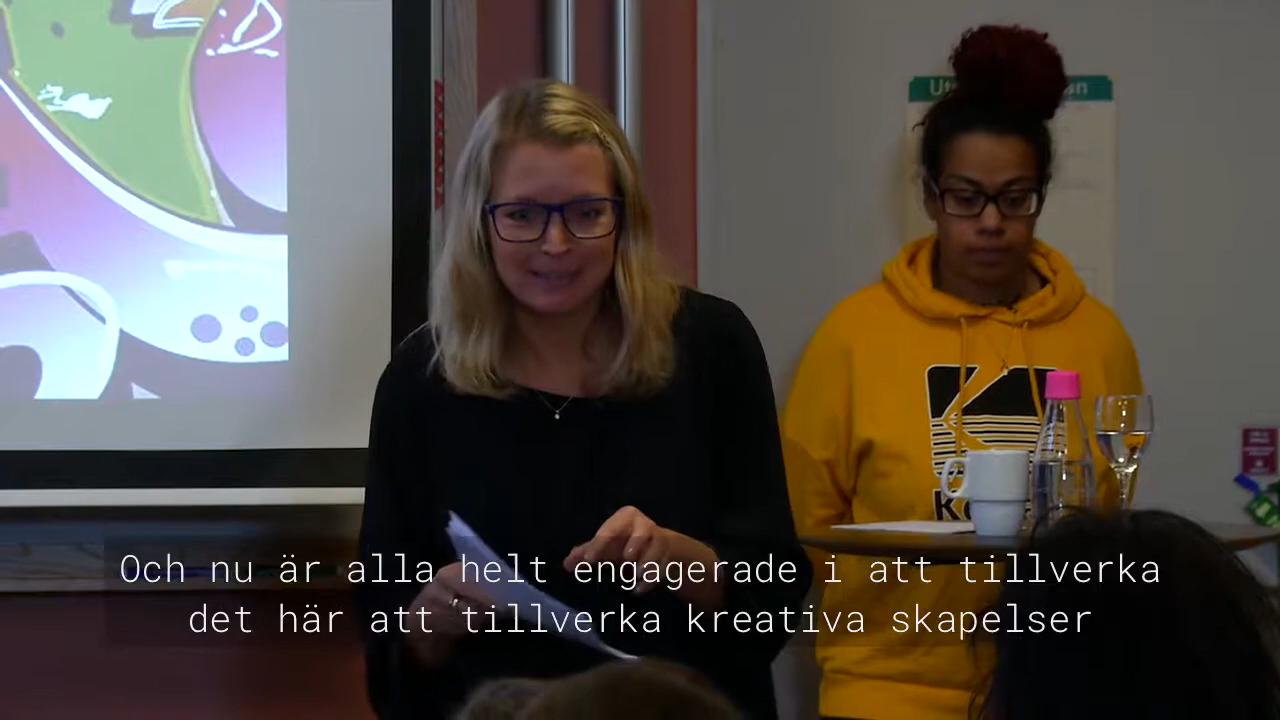 Och nu är alla helt engagerade i att tillverka
det här att tillverka kreativa skapelser